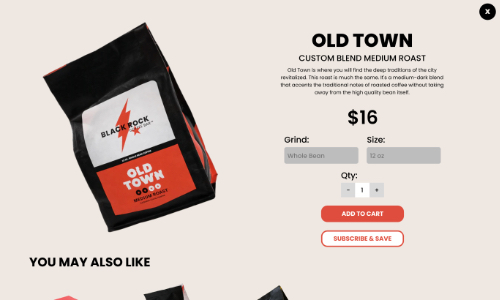 X
OLD TOWN
CUSTOM BLEND MEDIUM ROAST
Old Town is where you will find the deep traditions of the city
revitalized. This roast is much the same. It's a medium-dark blend
that accents the traditional notes of roasted coffee without taking
away from the high quality bean itself.
$16
Grind:
Size:
Whole Bean
12 oz
Qty:
-
1
+
ADD TO CART
SUBSCRIBE & SAVE
BLACK ROCK
OLD
TOWN
MEDIUM ROAST
YOU MAY ALSO LIKE